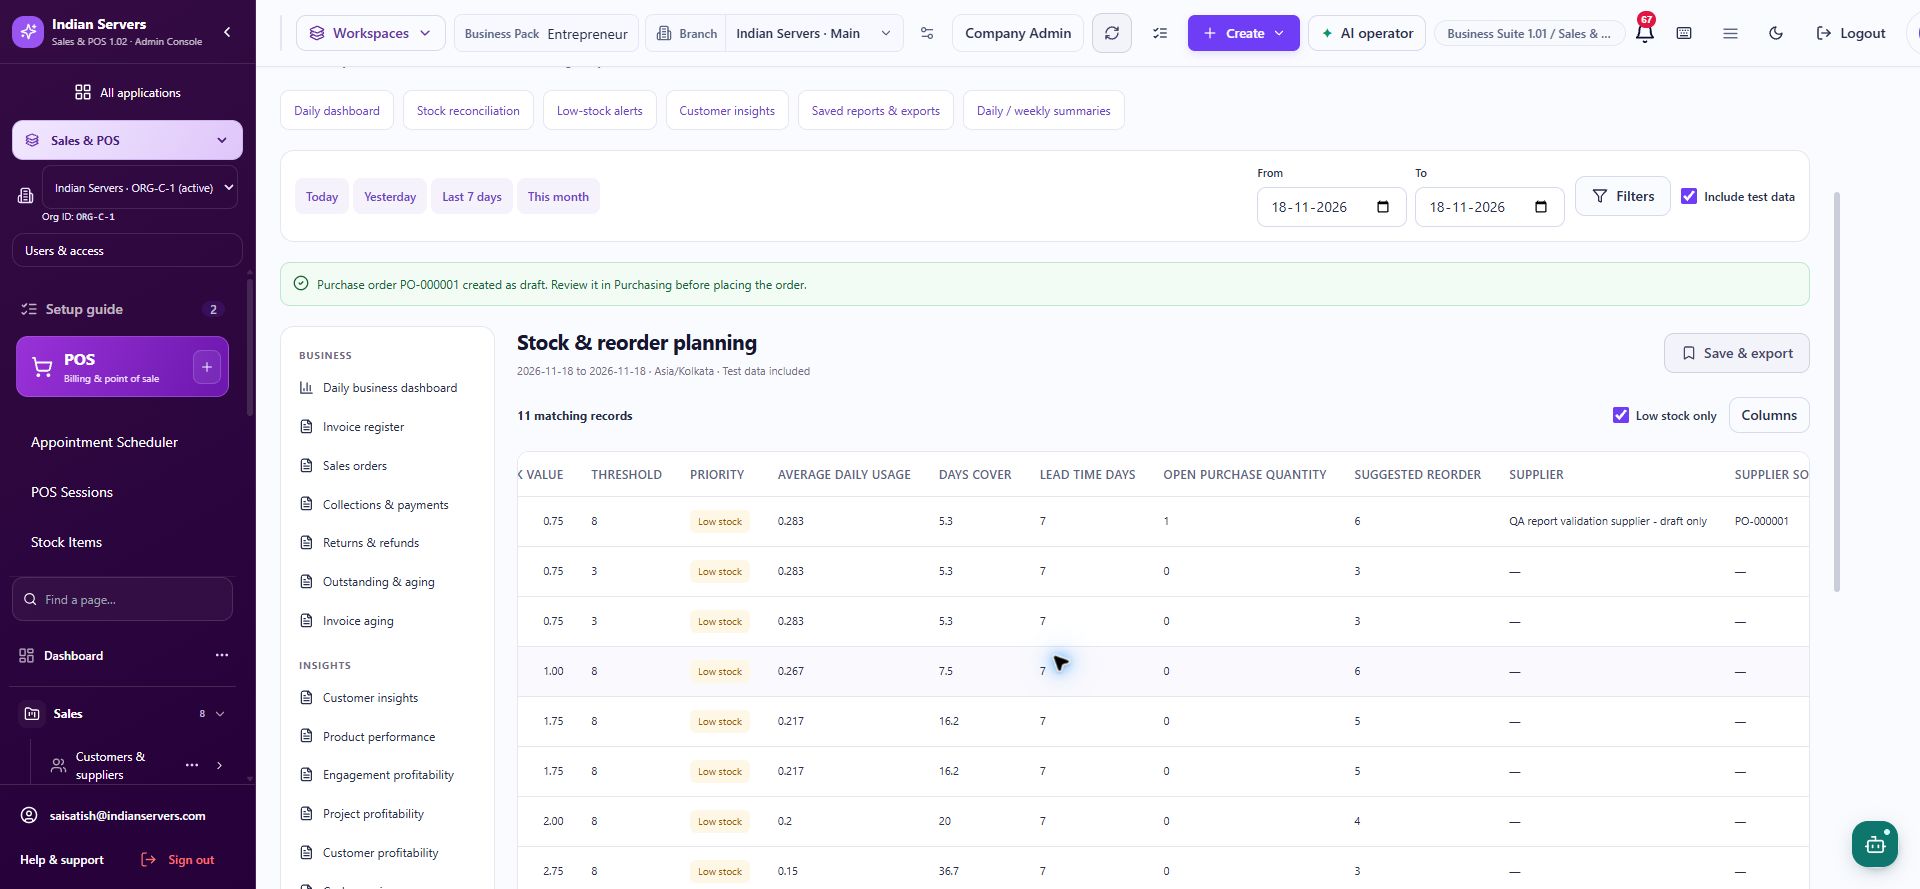 Indian Servers
Sales & POS 1.02 · Admin Console
All applications
Sales & POS
Indian Servers · ORG-C-1 (active)
Org ID: ORG-C-1
Users & access
Setup guide 2
POS
Billing & point of sale
Appointment Scheduler
POS Sessions
Stock Items
Find a page...
Dashboard
Sales 8
Customers &
suppliers
saisatish@indianservers.com
Help & support Sign out
Workspaces
Business Pack Entrepreneur
Branch Indian Servers · Main
Company Admin
Create
AI operator
Business Suite 1.01 / Sales & ...
67
Logout
Daily dashboard Stock reconciliation Low-stock alerts Customer insights Saved reports & exports Daily / weekly summaries
Today Yesterday Last 7 days This month
From To
18-11-2026 18-11-2026
Filters
Include test data
Purchase order PO-000001 created as draft. Review it in Purchasing before placing the order.
BUSINESS
Daily business dashboard
Invoice register
Sales orders
Collections & payments
Returns & refunds
Outstanding & aging
Invoice aging
INSIGHTS
Customer insights
Product performance
Engagement profitability
Project profitability
Customer profitability
Stock & reorder planning
2026-11-18 to 2026-11-18 · Asia/Kolkata · Test data included
Save & export
11 matching records
Low stock only
Columns
K VALUE THRESHOLD PRIORITY AVERAGE DAILY USAGE DAYS COVER LEAD TIME DAYS OPEN PURCHASE QUANTITY SUGGESTED REORDER SUPPLIER SUPPLIER SO
0.75 8 Low stock 0.283 5.3 7 1 6 QA report validation supplier - draft only PO-000001
0.75 3 Low stock 0.283 5.3 7 0 3 — —
0.75 3 Low stock 0.283 5.3 7 0 3 — —
1.00 8 Low stock 0.267 7.5 7 0 6 — —
1.75 8 Low stock 0.217 16.2 7 0 5 — —
1.75 8 Low stock 0.217 16.2 7 0 5 — —
2.00 8 Low stock 0.2 20 7 0 4 — —
2.75 8 Low stock 0.15 36.7 7 0 3 — —